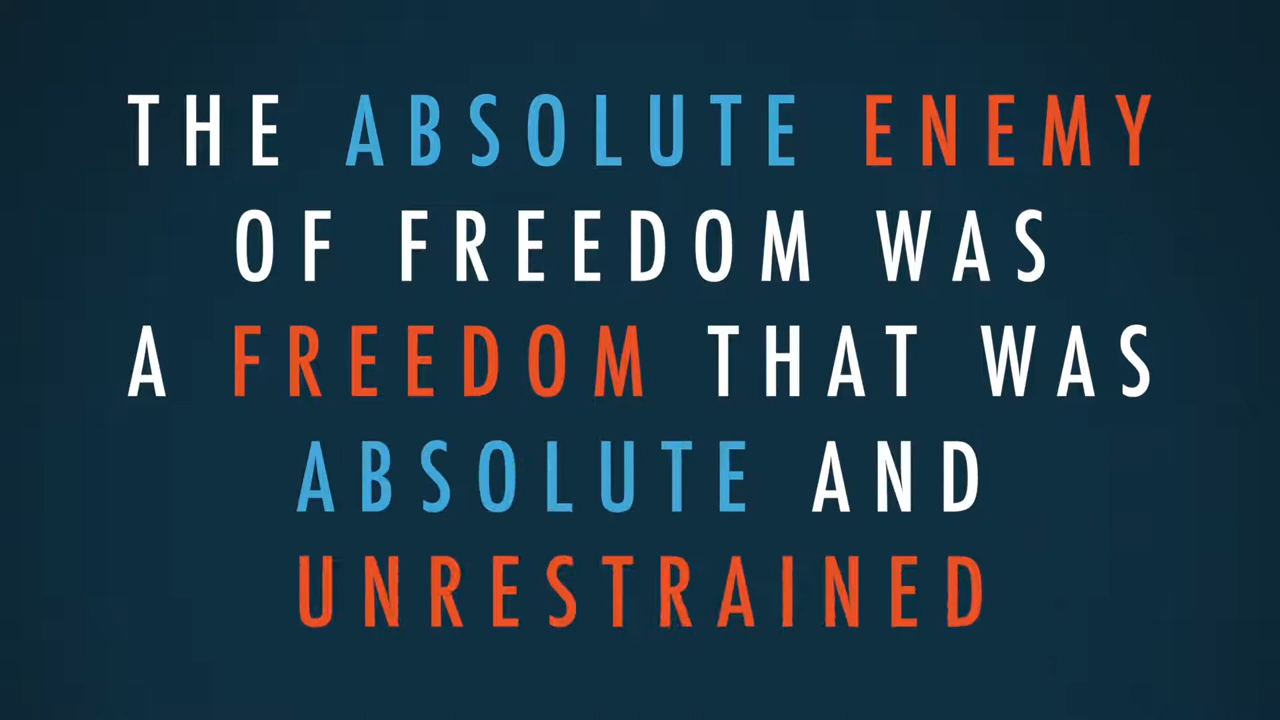 THE ABSOLUTE ENEMY
OF FREEDOM WAS
A FREEDOM THAT WAS
ABSOLUTE AND
UNRESTRAINED